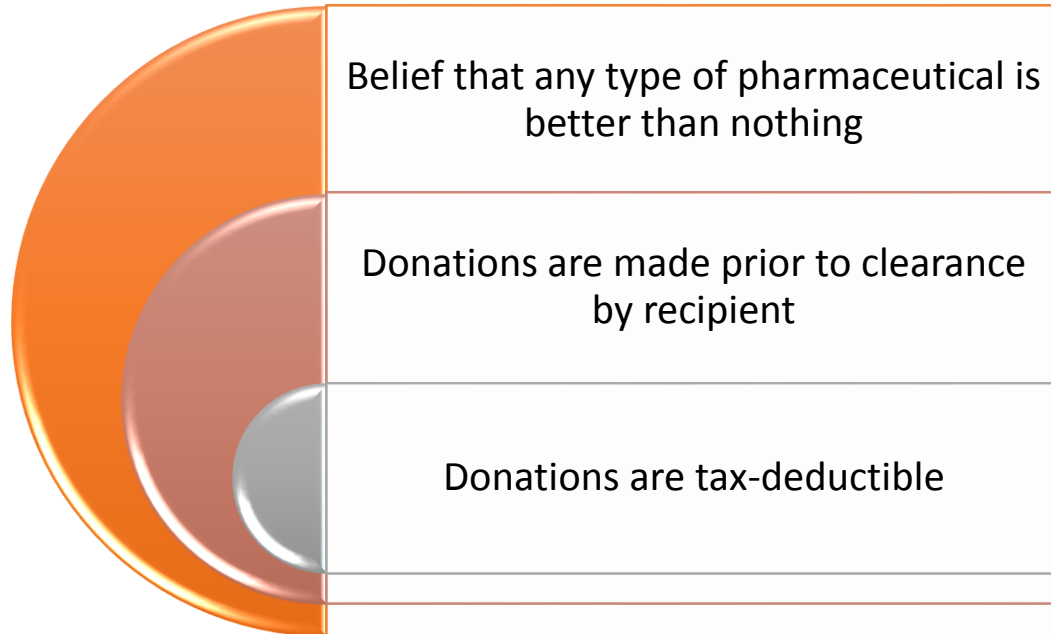 Belief that any type of pharmaceutical is
better than nothing
Donations are made prior to clearance
by recipient
Donations are tax-deductible